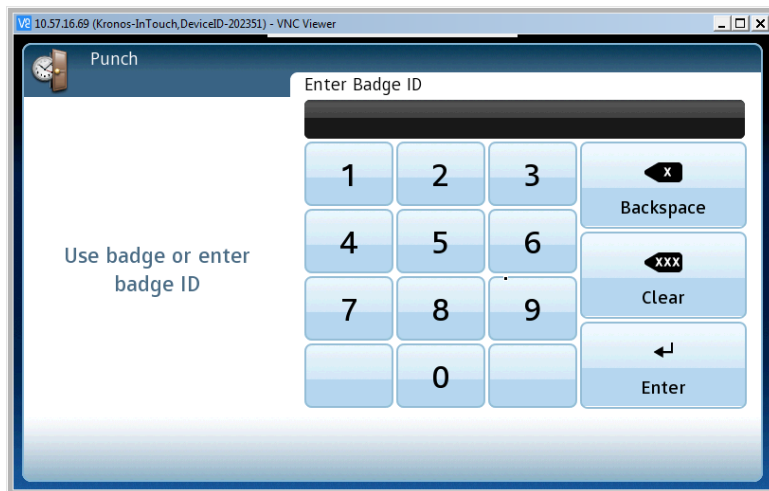 VE 10.57.16.69 (Kronos-InTouch,DeviceID-202351) - VNC Viewer
Punch
Enter Badge ID
1 2 3
X
Backspace
4 5 6
XXX
Use badge or enter
badge ID
Clear
7 8 9
0
Enter